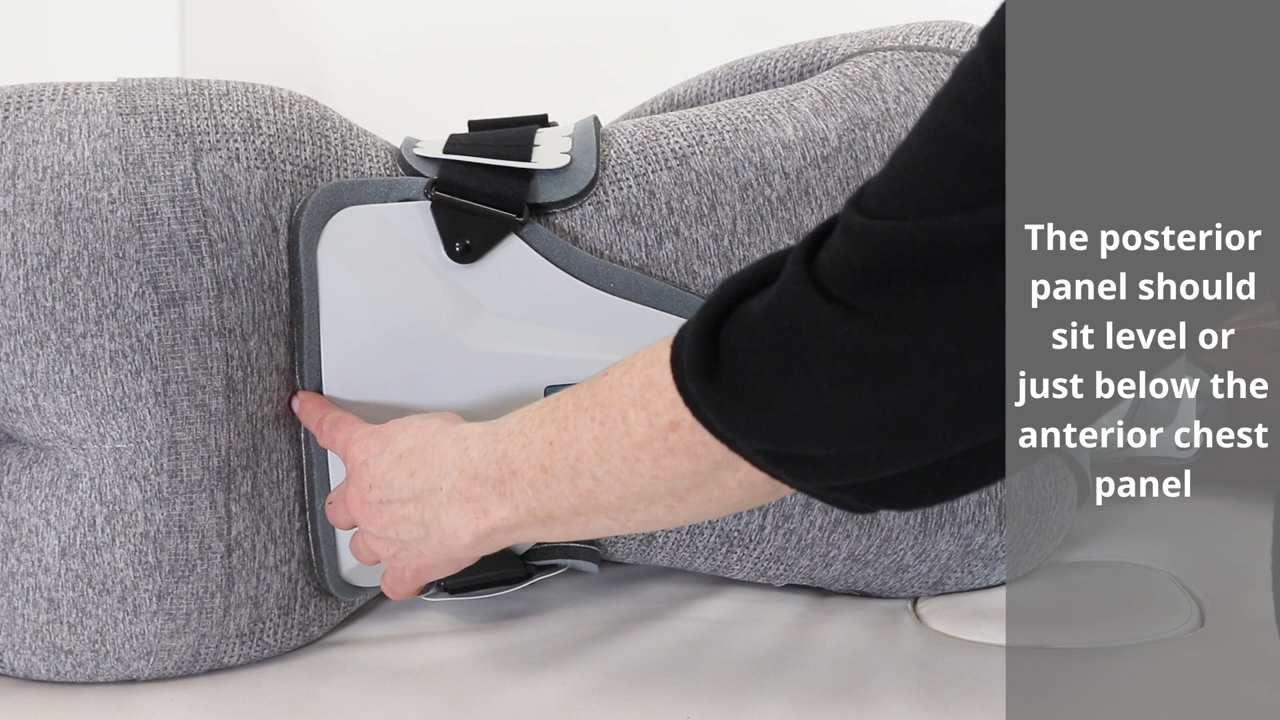 The posterior
panel should
sit level or
just below the
anterior chest
panel